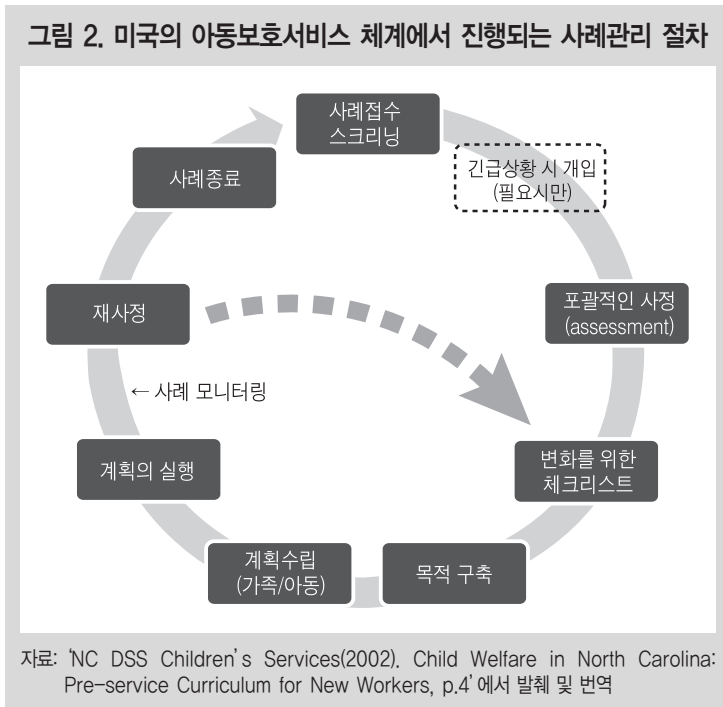 그림 2. 미국의 아동보호서비스 체계에서 진행되는 사례관리 절차
사례접수
스크리닝
긴급상황 시 개입
(필요시만)
포괄적인 사정
(assessment)
변화를 위한
체크리스트
목적 구축
계획수립
(가족/아동)
계획의 실행
← 사례 모니터링
재사정
사례종료
자료: ‘NC DSS Children’s Services(2002). Child Welfare in North Carolina:
Pre-service Curriculum for New Workers, p.4’에서 발췌 및 번역